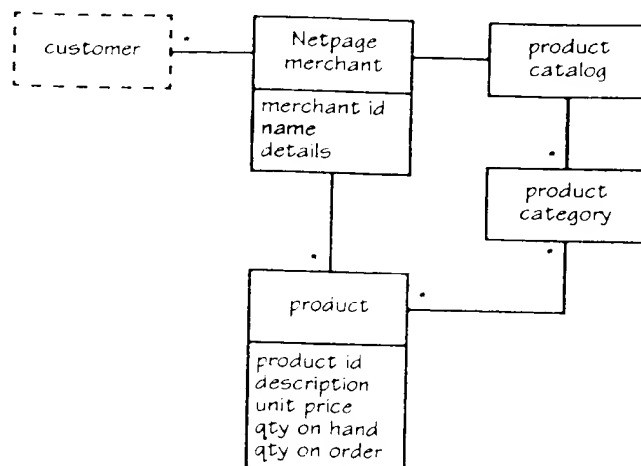 customer
Netpage
merchant
merchant id
name
details
product
catalog
product
category
product
product id
description
unit price
qty on hand
qty on order